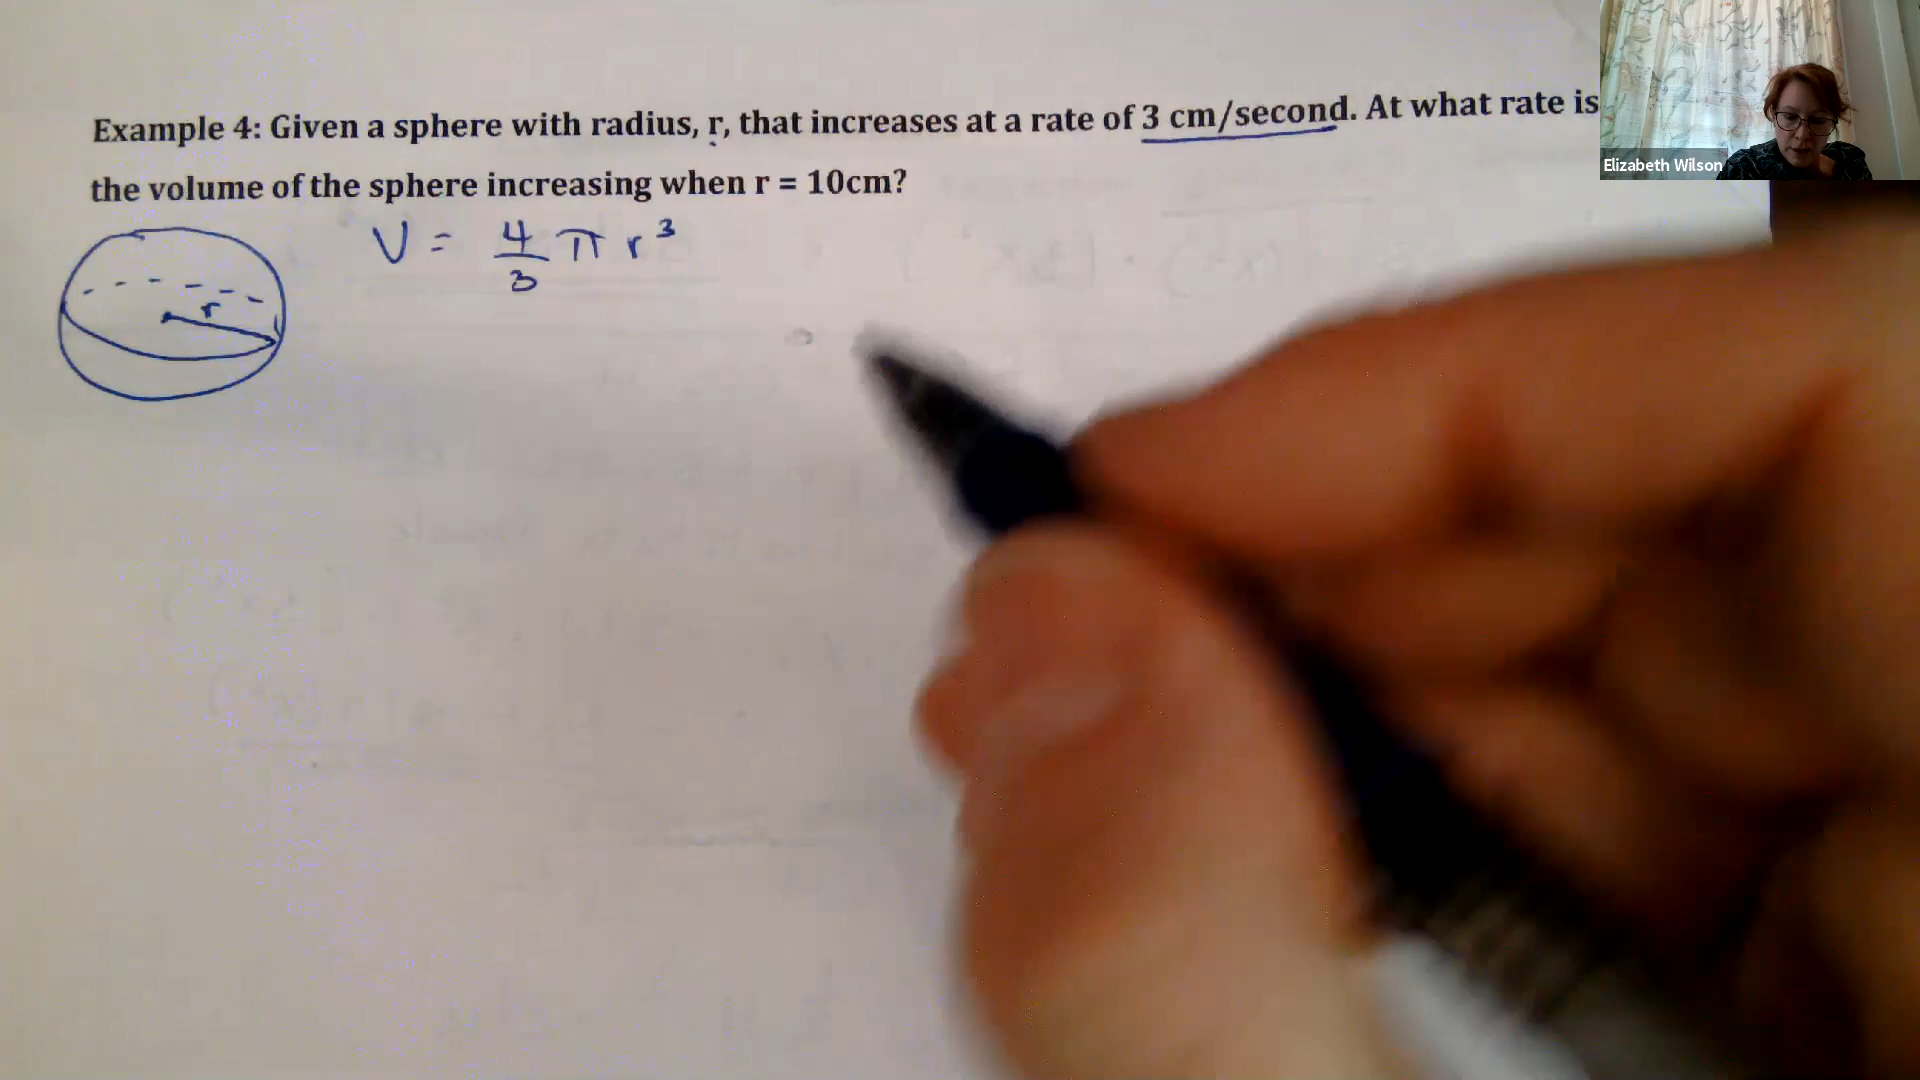 Example 4: Given a sphere with radius, r, that increases at a rate of 3 cm/second. At what rate is
the volume of the sphere increasing when r = 10cm?
V = 4/3 π r³
r
Elizabeth Wilson